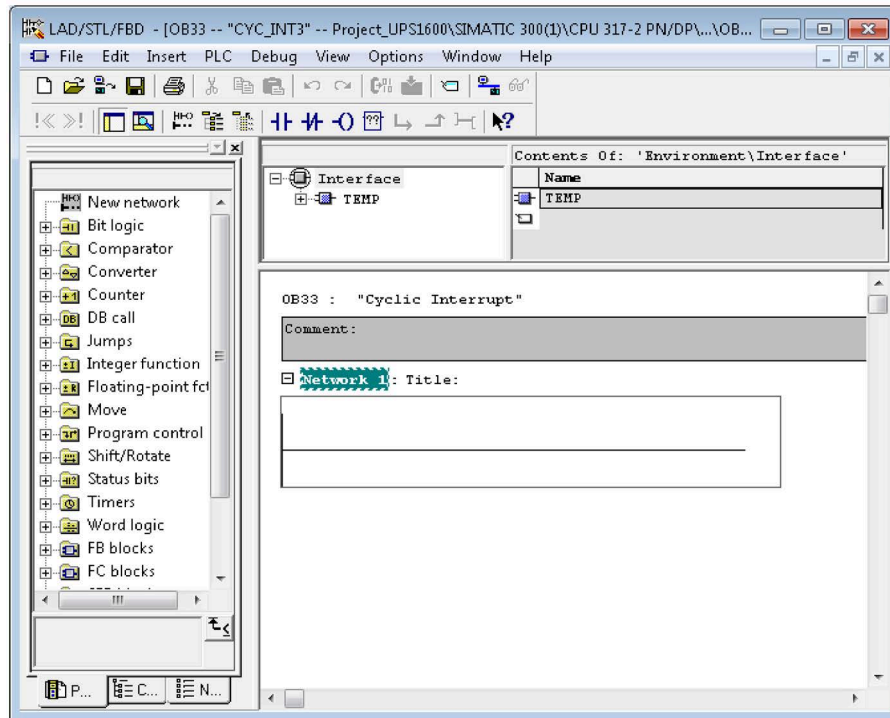 LAD/STL/FBD - [OB33 -- "CYC_INT3" -- Project_UPS1600\SIMATIC 300(1)\CPU 317-2 PN/DP\...\OB...
File Edit Insert PLC Debug View Options Window Help
New network
Bit logic
Comparator
Converter
Counter
DB call
Jumps
Integer function
Floating-point fct
Move
Program control
Shift/Rotate
Status bits
Timers
Word logic
FB blocks
FC blocks
P...
C...
N...
Interface
TEMP
Contents Of: 'Environment\Interface'
Name
TEMP
OB33 : "Cyclic Interrupt"
Comment:
Network 1: Title: